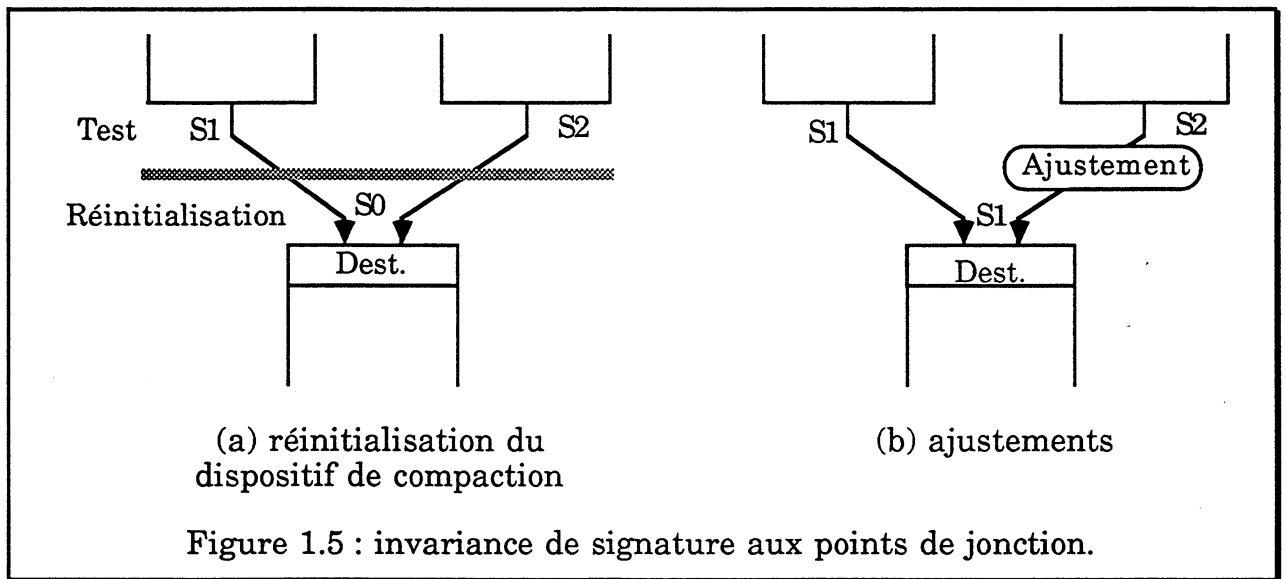 Test
S1
S2
S1
S2
Ajustement
Réinitialisation
S0
S1
Dest.
Dest.
(a) réinitialisation du
dispositif de compaction
(b) ajustements
Figure 1.5 : invariance de signature aux points de jonction.